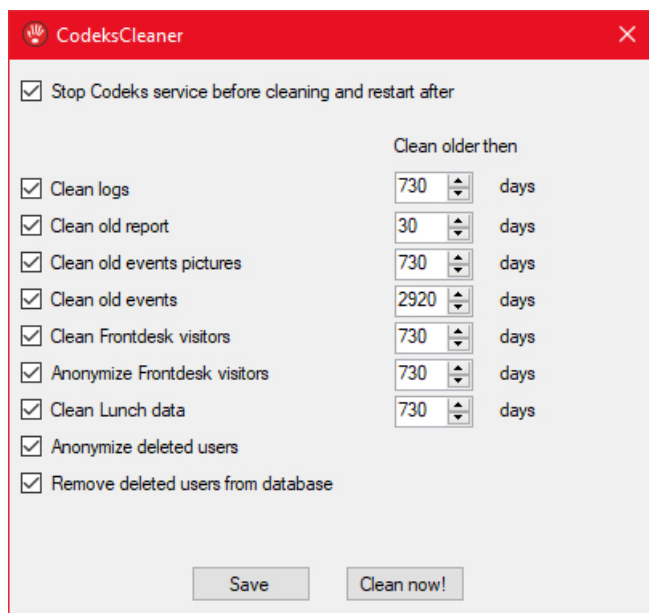 CodeksCleaner
Stop Codeks service before cleaning and restart after
Clean older then
Clean logs 730 days
Clean old report 30 days
Clean old events pictures 730 days
Clean old events 2920 days
Clean Frontdesk visitors 730 days
Anonymize Frontdesk visitors 730 days
Clean Lunch data 730 days
Anonymize deleted users
Remove deleted users from database
Save Clean now!